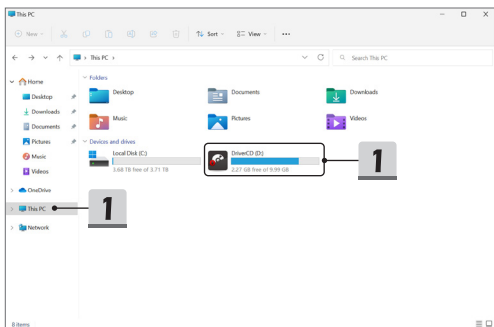 This PC
New
Sort
View
This PC
Search This PC
Home
Desktop
Downloads
Documents
Pictures
Music
Videos
OneDrive
This PC
Network
Folders
Desktop
Documents
Downloads
Music
Pictures
Videos
Devices and drives
Local Disk (C:)
3.68 TB free of 3.71 TB
DriverCD (D:)
2.27 GB free of 9.99 GB
1
1
8 items